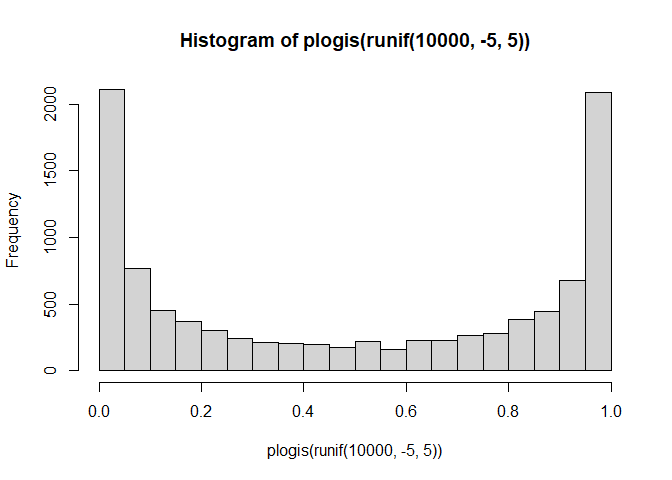 Histogram of plogis(runif(10000, -5, 5))
Frequency
2000
1500
1000
500
0
0.0 0.2 0.4 0.6 0.8 1.0
plogis(runif(10000, -5, 5))